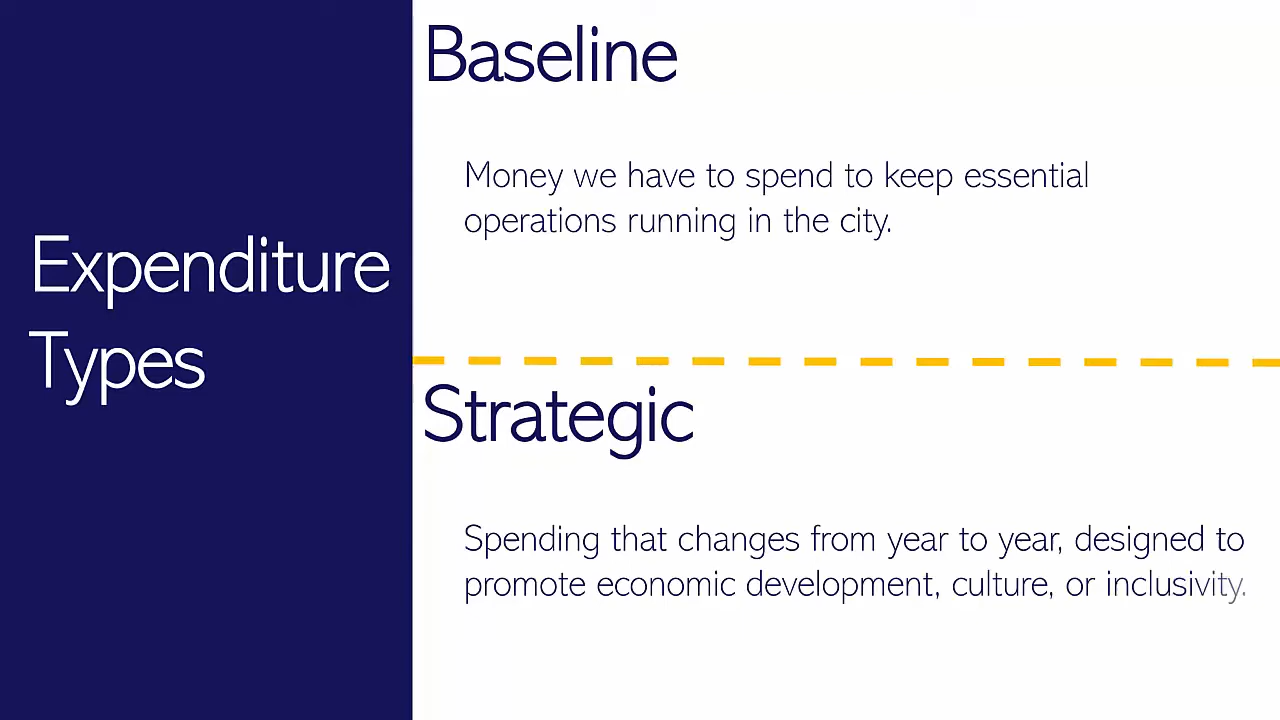 Expenditure
Types
Baseline
Money we have to spend to keep essential
operations running in the city.
Strategic
Spending that changes from year to year, designed to
promote economic development, culture, or inclusivity.